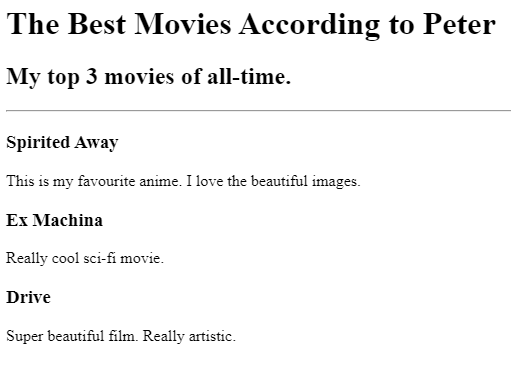 The Best Movies According to Peter
My top 3 movies of all-time.
Spirited Away
This is my favourite anime. I love the beautiful images.
Ex Machina
Really cool sci-fi movie.
Drive
Super beautiful film. Really artistic.